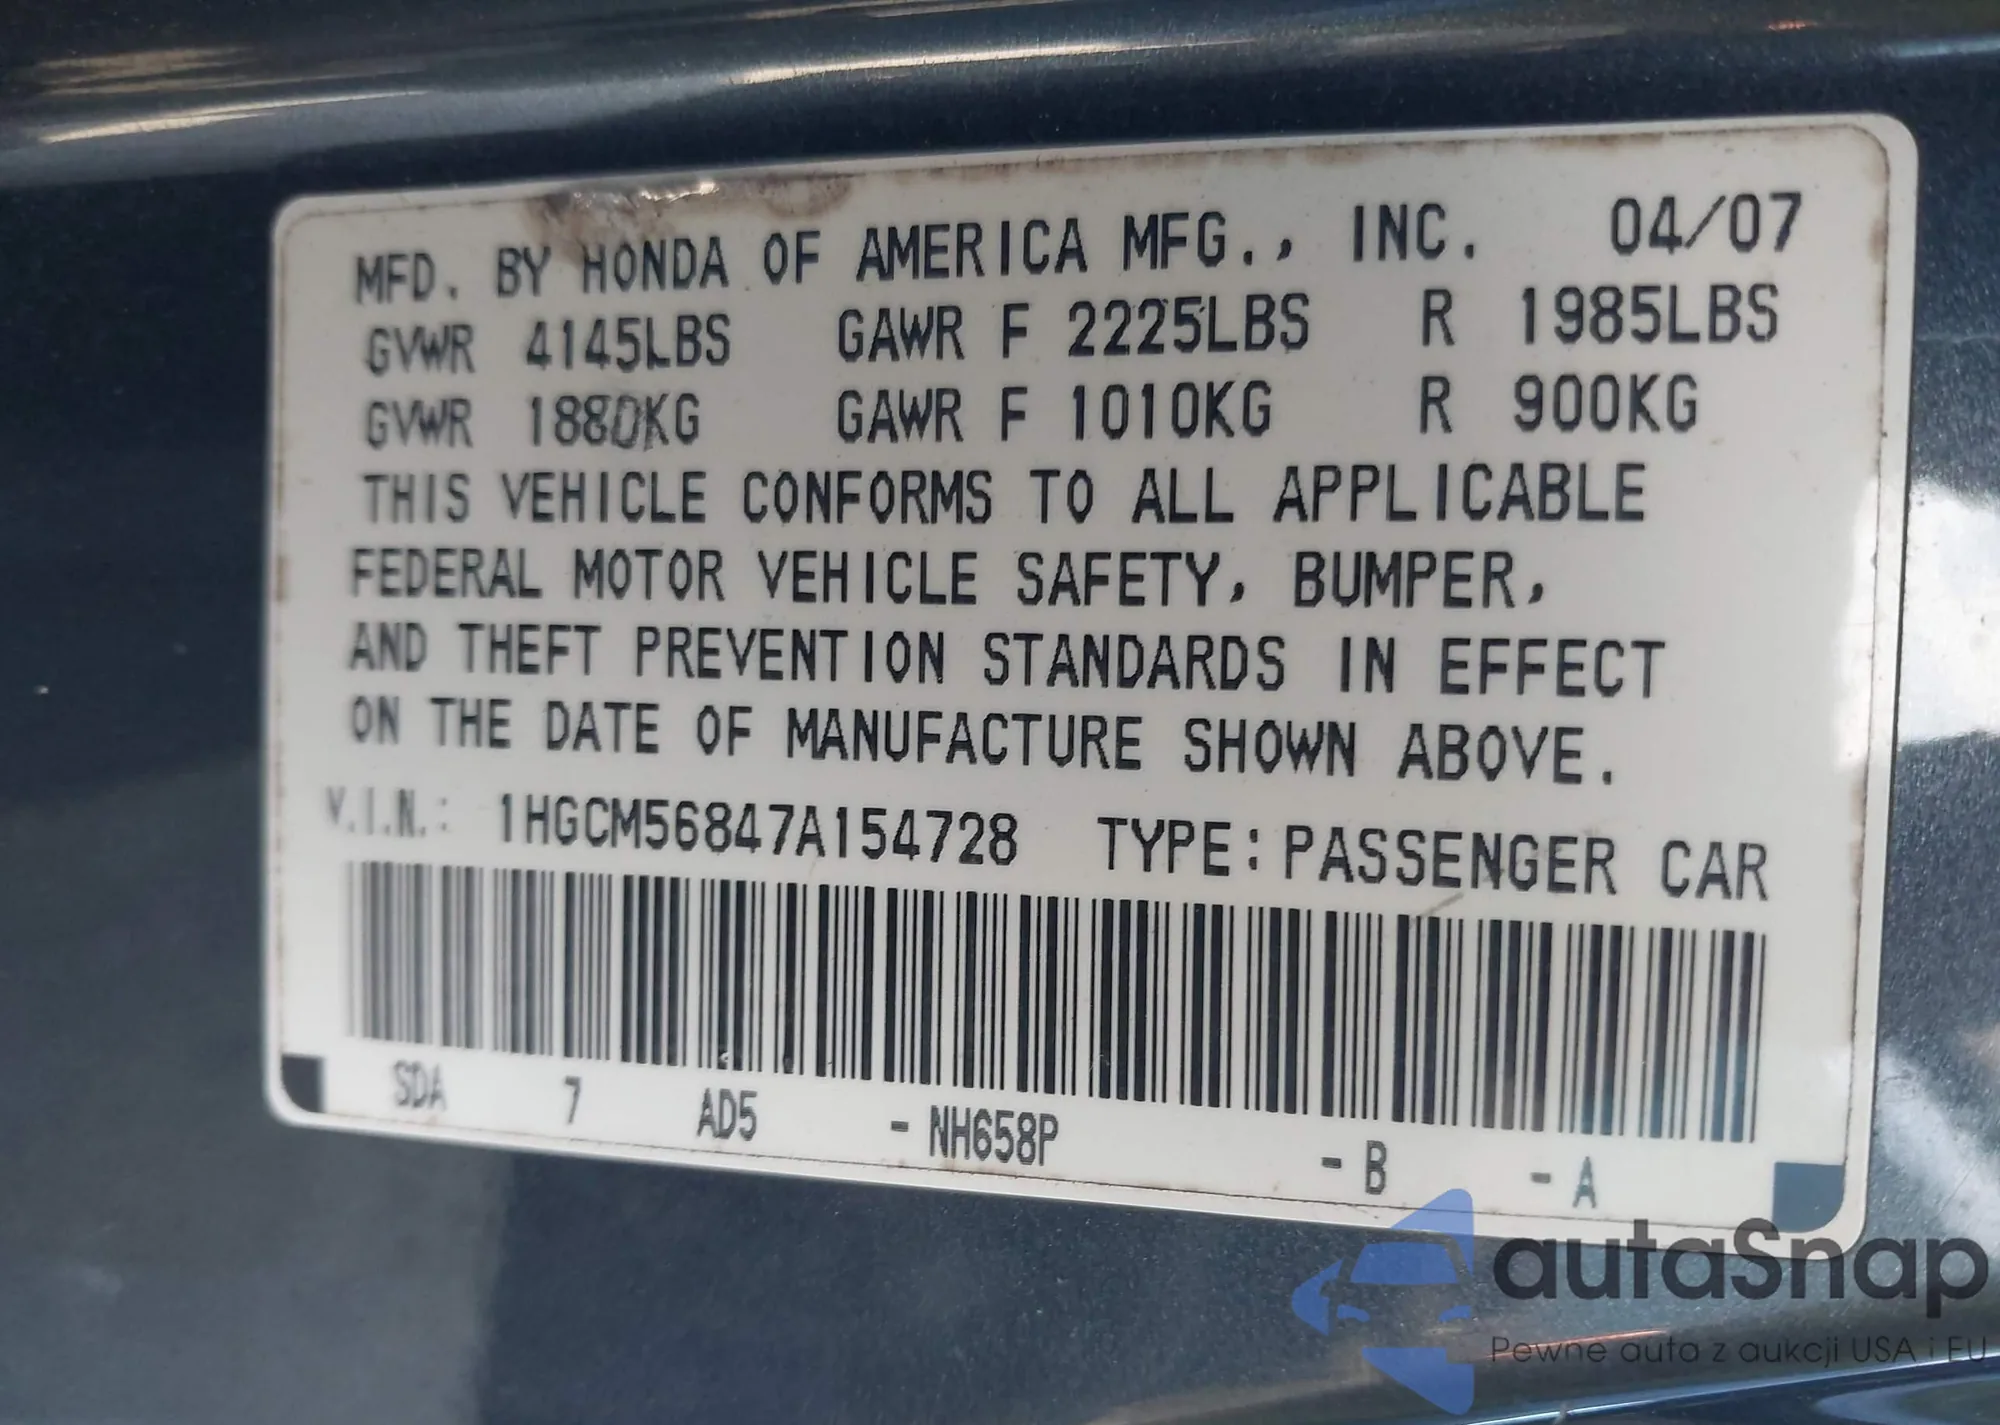 MFD. BY HONDA OF AMERICA MFG., INC. 04/07
GVWR 4145LBS GAWR F 2225LBS R 1985LBS
GVWR 1880KG GAWR F 1010KG R 900KG
THIS VEHICLE CONFORMS TO ALL APPLICABLE
FEDERAL MOTOR VEHICLE SAFETY, BUMPER,
AND THEFT PREVENTION STANDARDS IN EFFECT
ON THE DATE OF MANUFACTURE SHOWN ABOVE.
V.I.N.: 1HGCM56847A154728 TYPE: PASSENGER CAR
SDA 7 AD5 - NH658P - B - A
autaSnap
Pewne auta z aukcji USA i EU